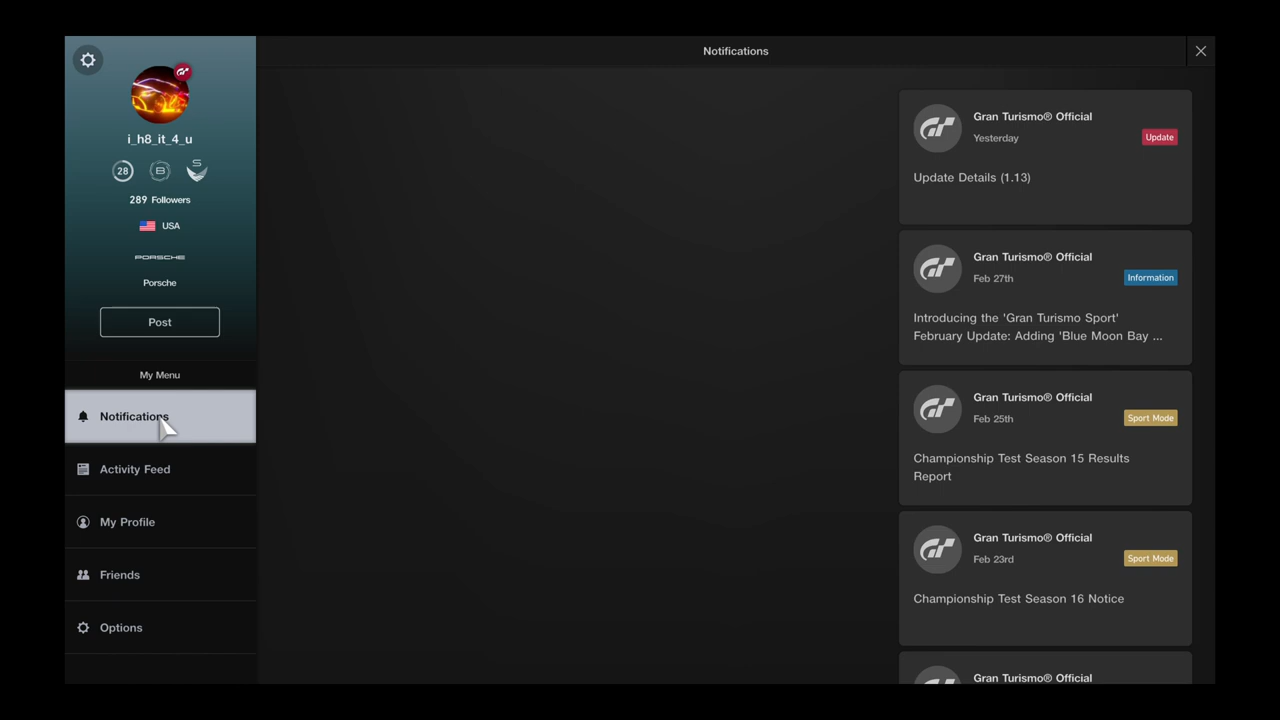 Notifications
i_h8_it_4_u
28 B S
289 Followers
USA
PORSCHE
Porsche
Post
My Menu
Notifications
Activity Feed
My Profile
Friends
Options
Gran Turismo® Official
Yesterday
Update
Update Details (1.13)
Gran Turismo® Official
Feb 27th
Information
Introducing the 'Gran Turismo Sport'
February Update: Adding 'Blue Moon Bay ...
Gran Turismo® Official
Feb 25th
Sport Mode
Championship Test Season 15 Results
Report
Gran Turismo® Official
Feb 23rd
Sport Mode
Championship Test Season 16 Notice
Gran Turismo® Official